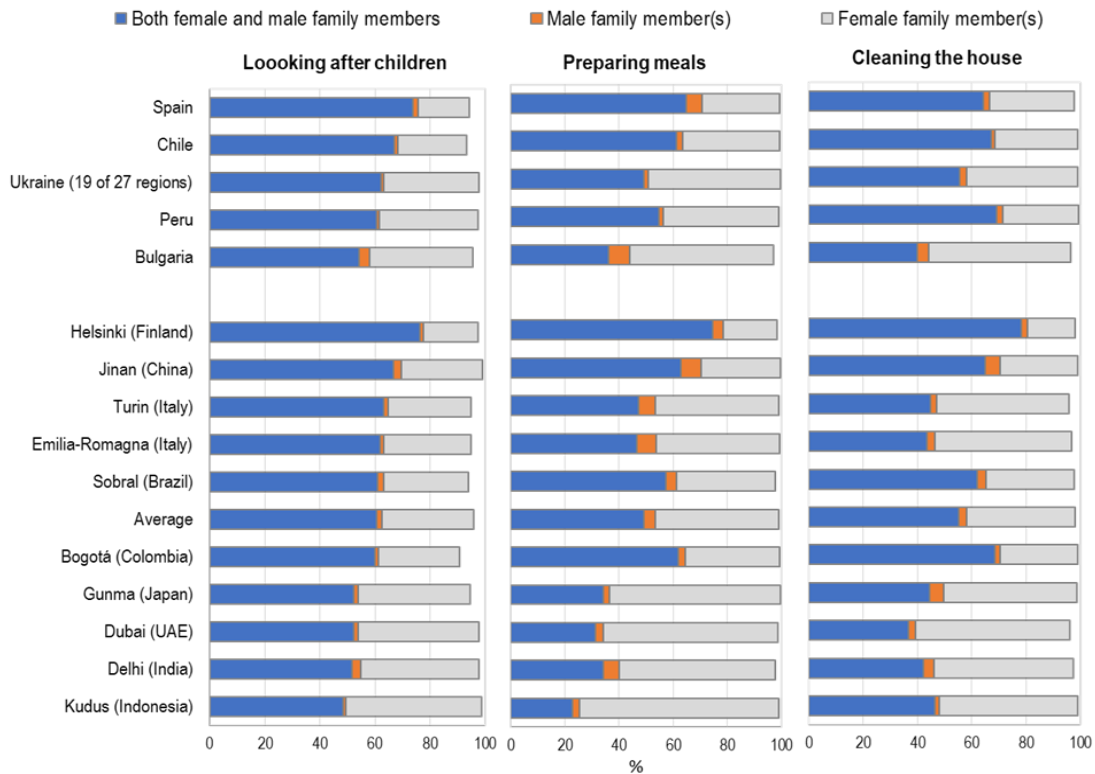 Both female and male family members Male family member(s) Female family member(s)
Loooking after children Preparing meals Cleaning the house
Spain
Chile
Ukraine (19 of 27 regions)
Peru
Bulgaria
Helsinki (Finland)
Jinan (China)
Turin (Italy)
Emilia-Romagna (Italy)
Sobral (Brazil)
Average
Bogotá (Colombia)
Gunma (Japan)
Dubai (UAE)
Delhi (India)
Kudus (Indonesia)
0 20 40 60 80 100 0 20 40 60 80 100 0 20 40 60 80 100
%